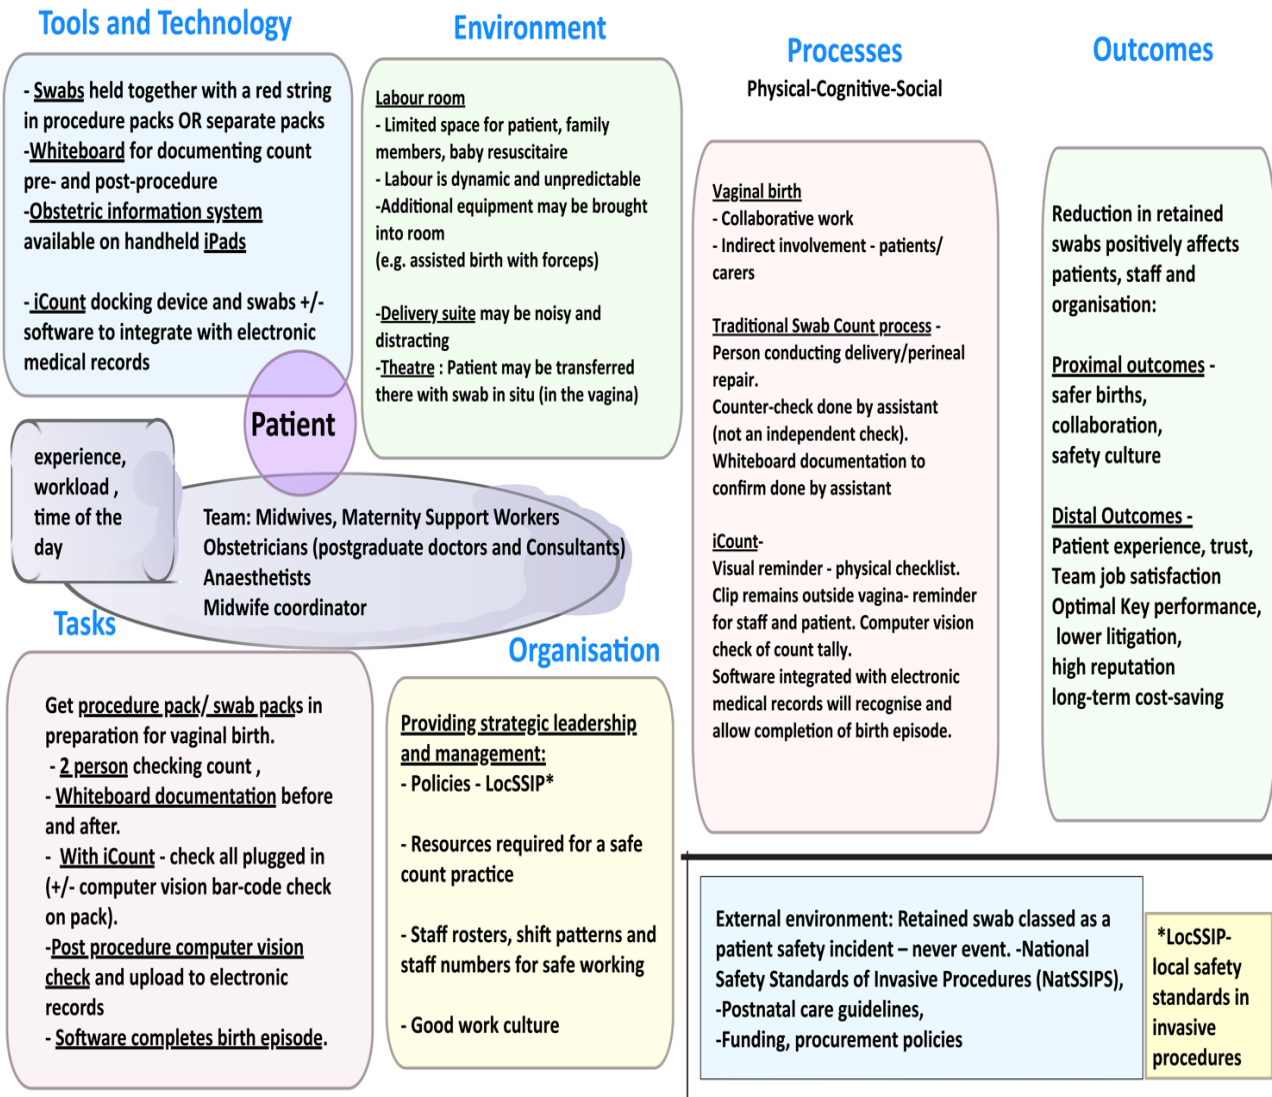 Tools and Technology
- Swabs held together with a red string
in procedure packs OR separate packs
-Whiteboard for documenting count
pre- and post-procedure
-Obstetric information system
available on handheld iPads
- iCount docking device and swabs +/-
software to integrate with electronic
medical records
Environment
Labour room
- Limited space for patient, family
members, baby resuscitaire
- Labour is dynamic and unpredictable
-Additional equipment may be brought
into room
(e.g. assisted birth with forceps)
-Delivery suite may be noisy and
distracting
-Theatre : Patient may be transferred
there with swab in situ (in the vagina)
Patient
experience,
workload ,
time of the
day
Team: Midwives, Maternity Support Workers
Obstetricians (postgraduate doctors and Consultants)
Anaesthetists
Midwife coordinator
Tasks
Get procedure pack/ swab packs in
preparation for vaginal birth.
- 2 person checking count ,
- Whiteboard documentation before
and after.
- With iCount - check all plugged in
(+/- computer vision bar-code check
on pack).
-Post procedure computer vision
check and upload to electronic
records
- Software completes birth episode.
Organisation
Providing strategic leadership
and management:
- Policies - LocSSIP*
- Resources required for a safe
count practice
- Staff rosters, shift patterns and
staff numbers for safe working
- Good work culture
Processes
Physical-Cognitive-Social
Vaginal birth
- Collaborative work
- Indirect involvement - patients/
carers
Traditional Swab Count process -
Person conducting delivery/perineal
repair.
Counter-check done by assistant
(not an independent check).
Whiteboard documentation to
confirm done by assistant
iCount-
Visual reminder - physical checklist.
Clip remains outside vagina- reminder
for staff and patient. Computer vision
check of count tally.
Software integrated with electronic
medical records will recognise and
allow completion of birth episode.
Outcomes
Reduction in retained
swabs positively affects
patients, staff and
organisation:
Proximal outcomes -
safer births,
collaboration,
safety culture
Distal Outcomes -
Patient experience, trust,
Team job satisfaction
Optimal Key performance,
lower litigation,
high reputation
long-term cost-saving
External environment: Retained swab classed as a
patient safety incident – never event. -National
Safety Standards of Invasive Procedures (NatSSIPS),
-Postnatal care guidelines,
-Funding, procurement policies
*LocSSIP-
local safety
standards in
invasive
procedures